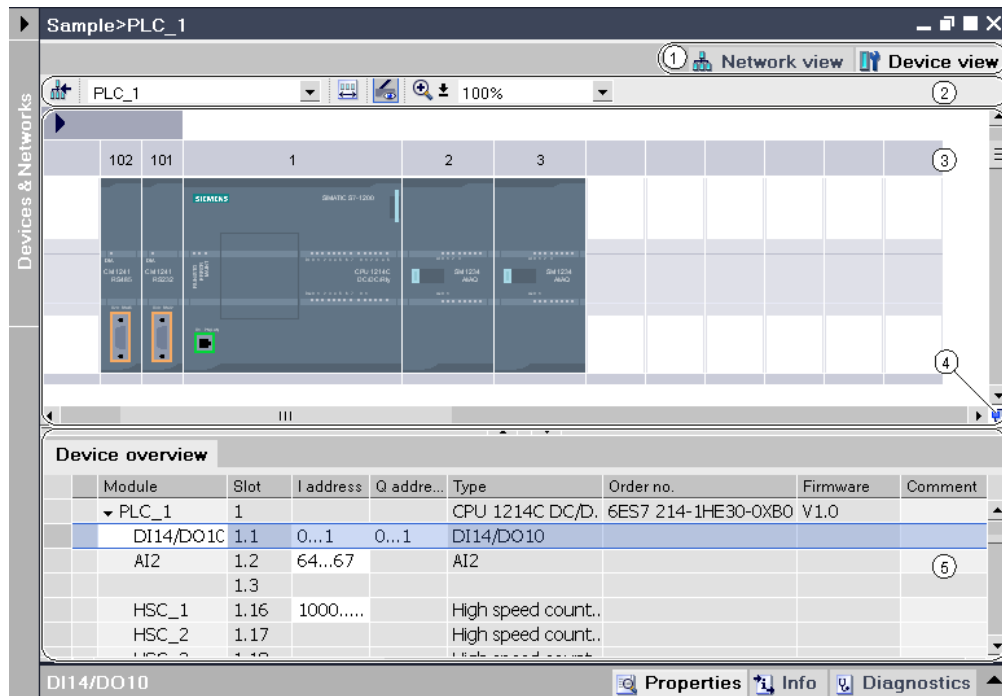 Sample>PLC_1
1 Network view Device view
PLC_1 100% 2
Devices & Networks
102 101 1 2 3 3
SIEMENS SIMATIC S7-1200
CM 1241 RS485
CM 1241 RS232
CPU 1214C DC/DC/Rly
SM 1234 AI/AQ
SM 1234 AI/AQ
4
Device overview
Module Slot I address Q addre... Type Order no. Firmware Comment
PLC_1 1 CPU 1214C DC/D. 6ES7 214-1HE30-0XB0 V1.0
DI14/DO10 1.1 0...1 0...1 DI14/DO10
AI2 1.2 64...67 AI2 5
1.3
HSC_1 1.16 1000..... High speed count..
HSC_2 1.17 High speed count..
DI14/DO10 Properties Info Diagnostics